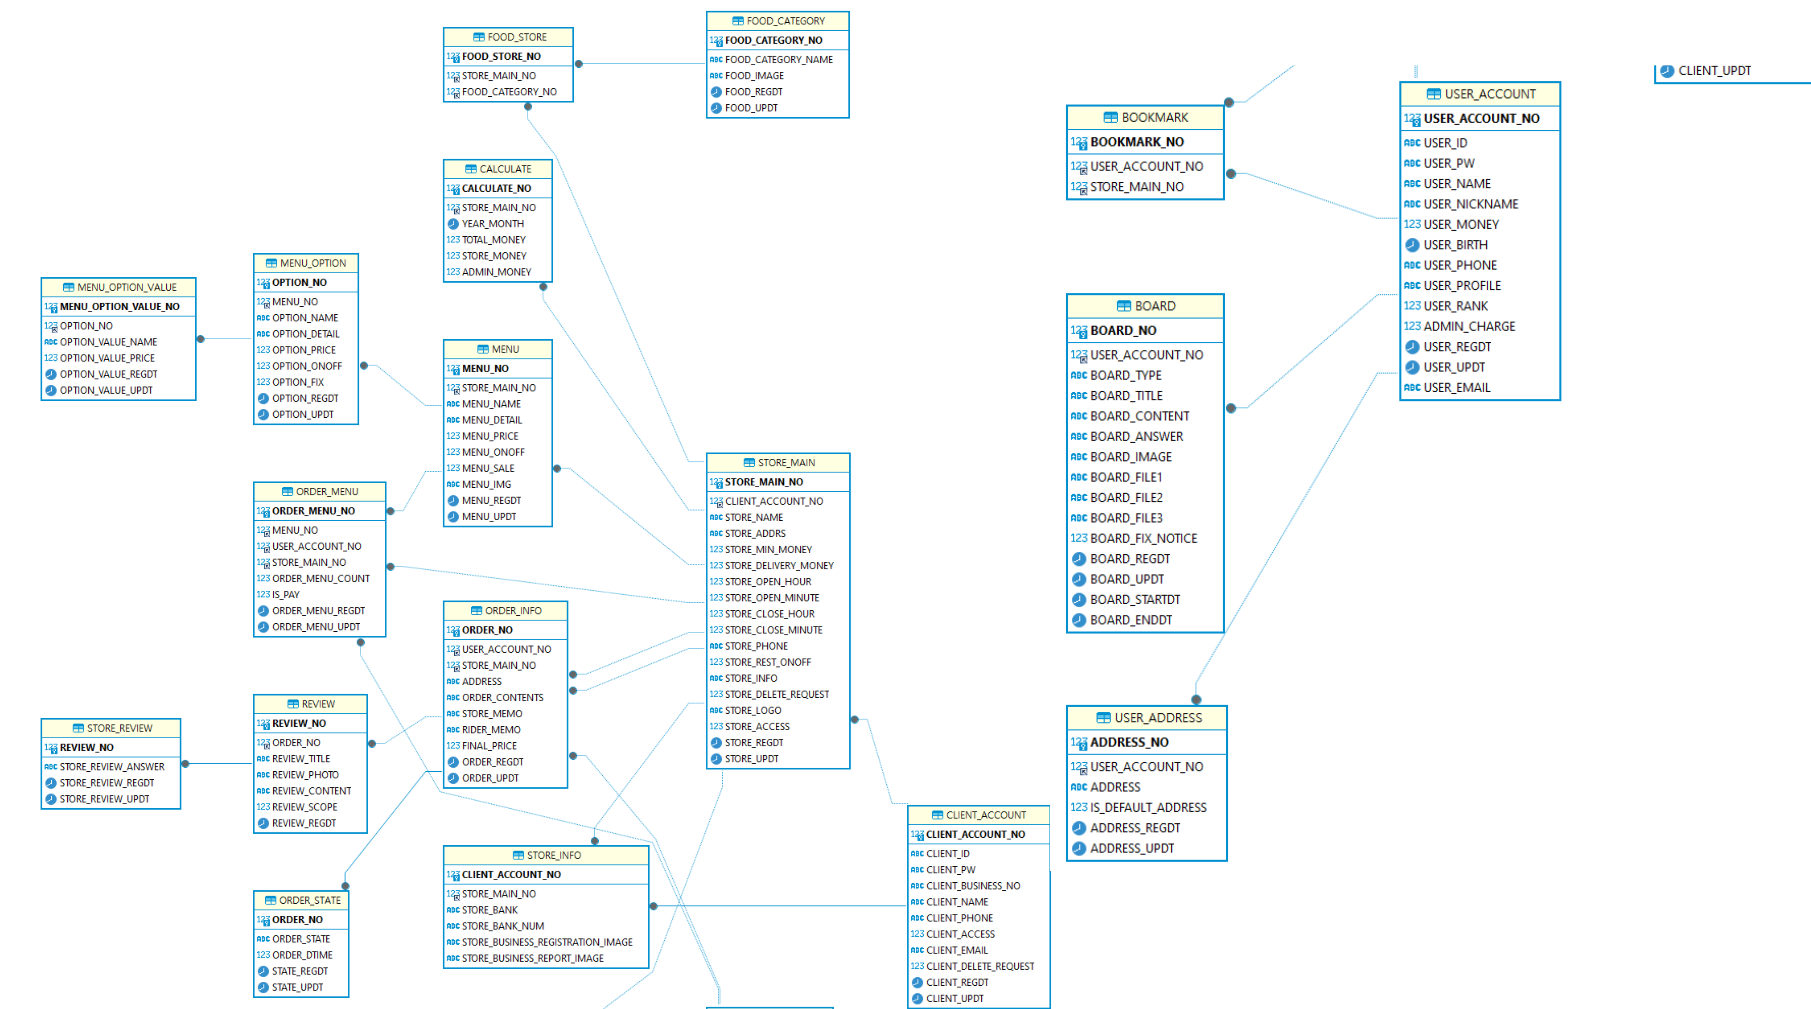 FOOD_STORE
FOOD_STORE_NO
STORE_MAIN_NO
FOOD_CATEGORY_NO
FOOD_CATEGORY
FOOD_CATEGORY_NO
FOOD_CATEGORY_NAME
FOOD_IMAGE
FOOD_REGDT
FOOD_UPDT
CLIENT_UPDT
BOOKMARK
BOOKMARK_NO
USER_ACCOUNT_NO
STORE_MAIN_NO
USER_ACCOUNT
USER_ACCOUNT_NO
USER_ID
USER_PW
USER_NAME
USER_NICKNAME
USER_MONEY
USER_BIRTH
USER_PHONE
USER_PROFILE
USER_RANK
ADMIN_CHARGE
USER_REGDT
USER_UPDT
USER_EMAIL
CALCULATE
CALCULATE_NO
STORE_MAIN_NO
YEAR_MONTH
TOTAL_MONEY
STORE_MONEY
ADMIN_MONEY
MENU_OPTION_VALUE
MENU_OPTION_VALUE_NO
OPTION_NO
OPTION_VALUE_NAME
OPTION_VALUE_PRICE
OPTION_VALUE_REGDT
OPTION_VALUE_UPDT
MENU_OPTION
OPTION_NO
MENU_NO
OPTION_NAME
OPTION_DETAIL
OPTION_PRICE
OPTION_ONOFF
OPTION_FIX
OPTION_REGDT
OPTION_UPDT
MENU
MENU_NO
STORE_MAIN_NO
MENU_NAME
MENU_DETAIL
MENU_PRICE
MENU_ONOFF
MENU_SALE
MENU_IMG
MENU_REGDT
MENU_UPDT
BOARD
BOARD_NO
USER_ACCOUNT_NO
BOARD_TYPE
BOARD_TITLE
BOARD_CONTENT
BOARD_ANSWER
BOARD_IMAGE
BOARD_FILE1
BOARD_FILE2
BOARD_FILE3
BOARD_FIX_NOTICE
BOARD_REGDT
BOARD_UPDT
BOARD_STARTDT
BOARD_ENDDT
ORDER_MENU
ORDER_MENU_NO
MENU_NO
USER_ACCOUNT_NO
STORE_MAIN_NO
ORDER_MENU_COUNT
IS_PAY
ORDER_MENU_REGDT
ORDER_MENU_UPDT
STORE_MAIN
STORE_MAIN_NO
CLIENT_ACCOUNT_NO
STORE_NAME
STORE_ADDRS
STORE_MIN_MONEY
STORE_DELIVERY_MONEY
STORE_OPEN_HOUR
STORE_OPEN_MINUTE
STORE_CLOSE_HOUR
STORE_CLOSE_MINUTE
STORE_PHONE
STORE_REST_ONOFF
STORE_INFO
STORE_DELETE_REQUEST
STORE_LOGO
STORE_ACCESS
STORE_REGDT
STORE_UPDT
ORDER_INFO
ORDER_NO
USER_ACCOUNT_NO
STORE_MAIN_NO
ADDRESS
ORDER_CONTENTS
STORE_MEMO
RIDER_MEMO
FINAL_PRICE
ORDER_REGDT
ORDER_UPDT
STORE_REVIEW
REVIEW_NO
STORE_REVIEW_ANSWER
STORE_REVIEW_REGDT
STORE_REVIEW_UPDT
REVIEW
REVIEW_NO
ORDER_NO
REVIEW_TITLE
REVIEW_PHOTO
REVIEW_CONTENT
REVIEW_SCOPE
REVIEW_REGDT
USER_ADDRESS
ADDRESS_NO
USER_ACCOUNT_NO
ADDRESS
IS_DEFAULT_ADDRESS
ADDRESS_REGDT
ADDRESS_UPDT
ORDER_STATE
ORDER_NO
ORDER_STATE
ORDER_DTIME
STATE_REGDT
STATE_UPDT
STORE_INFO
CLIENT_ACCOUNT_NO
STORE_MAIN_NO
STORE_BANK
STORE_BANK_NUM
STORE_BUSINESS_REGISTRATION_IMAGE
STORE_BUSINESS_REPORT_IMAGE
CLIENT_ACCOUNT
CLIENT_ACCOUNT_NO
CLIENT_ID
CLIENT_PW
CLIENT_BUSINESS_NO
CLIENT_NAME
CLIENT_PHONE
CLIENT_ACCESS
CLIENT_EMAIL
CLIENT_DELETE_REQUEST
CLIENT_REGDT
CLIENT_UPDT